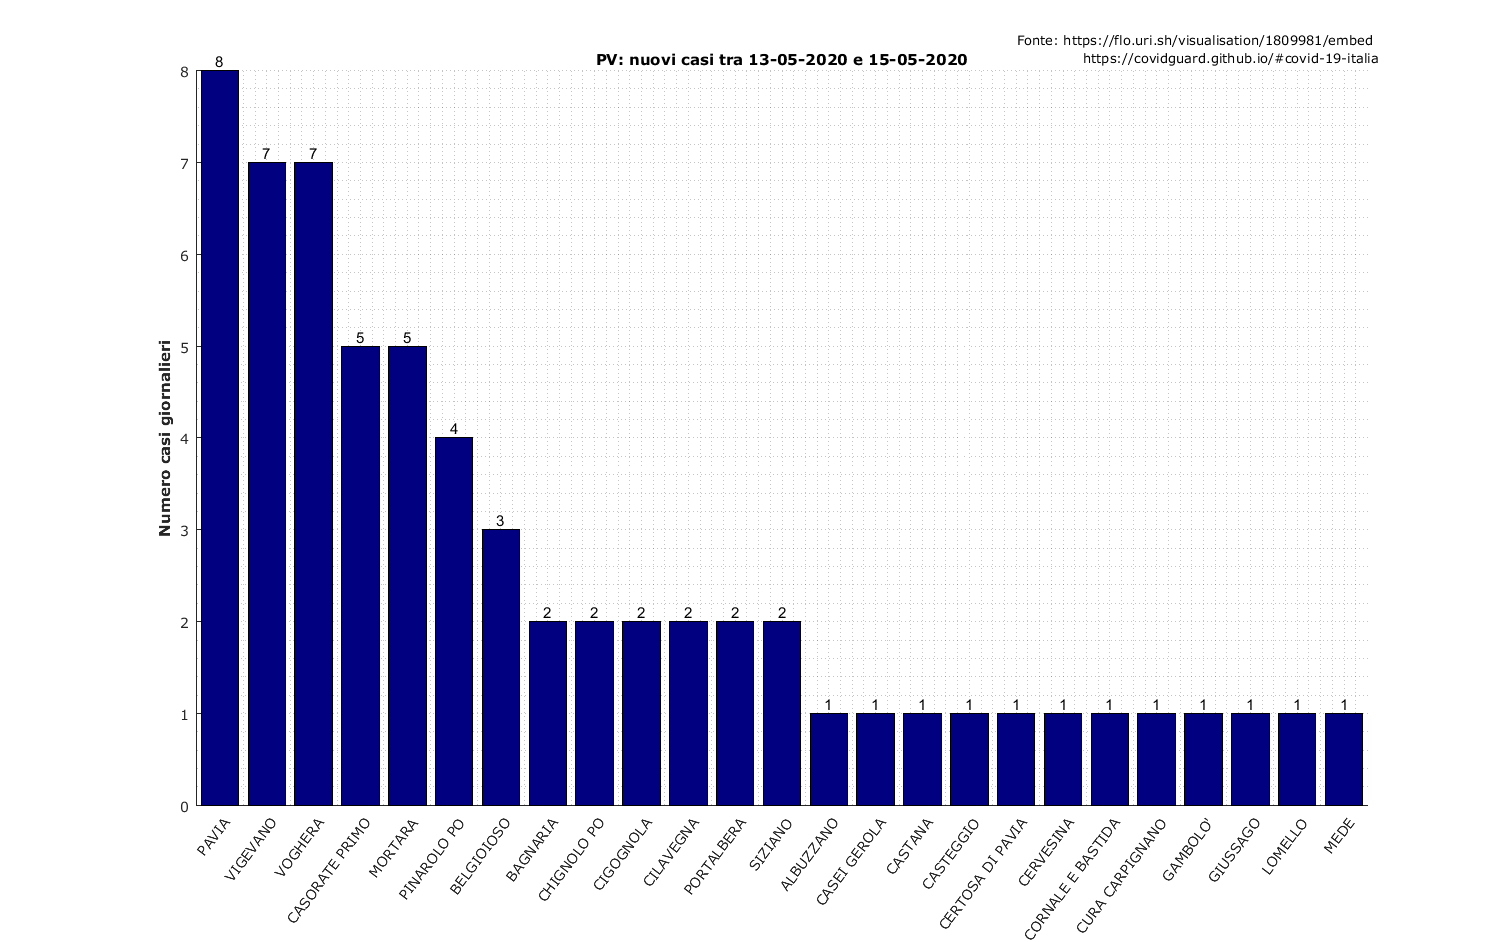 Fonte: https://flo.uri.sh/visualisation/1809981/embed
https://covidguard.github.io/#covid-19-italia
PV: nuovi casi tra 13-05-2020 e 15-05-2020
Numero casi giornalieri
8
7
6
5
4
3
2
1
0
8
7
7
5
5
4
3
2
2
2
2
2
2
1
1
1
1
1
1
1
1
1
1
1
1
PAVIA
VIGEVANO
VOGHERA
CASORATE PRIMO
MORTARA
PINAROLO PO
BELGIOIOSO
BAGNARIA
CHIGNOLO PO
CIGOGNOLA
CILAVEGNA
PORTALBERA
SIZIANO
ALBUZZANO
CASEI GEROLA
CASTANA
CASTEGGIO
CERTOSA DI PAVIA
CERVESINA
CORNALE E BASTIDA
CURA CARPIGNANO
GAMBOLO'
GIUSSAGO
LOMELLO
MEDE